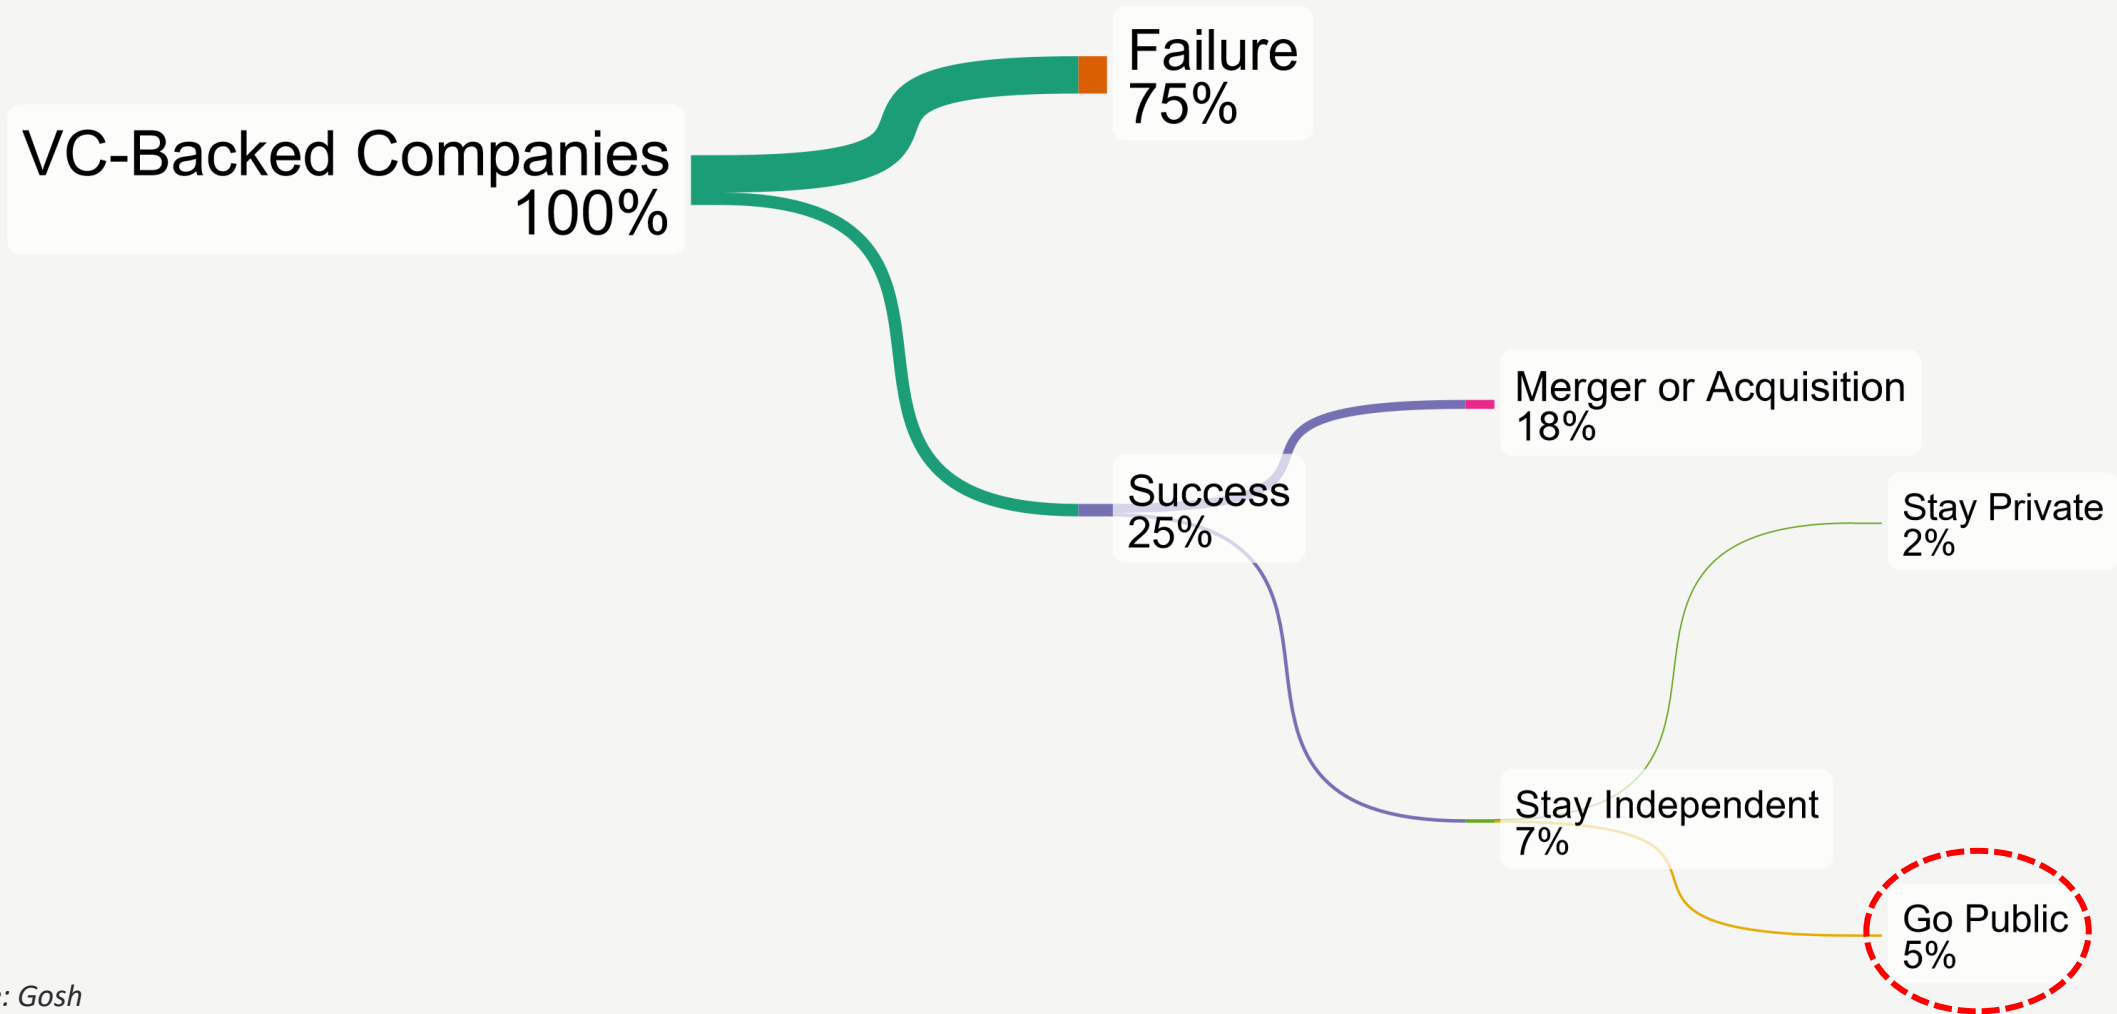 Failure
75%
VC-Backed Companies
100%
Merger or Acquisition
18%
Success
25%
Stay Private
2%
Stay Independent
7%
Go Public
5%
: Gosh